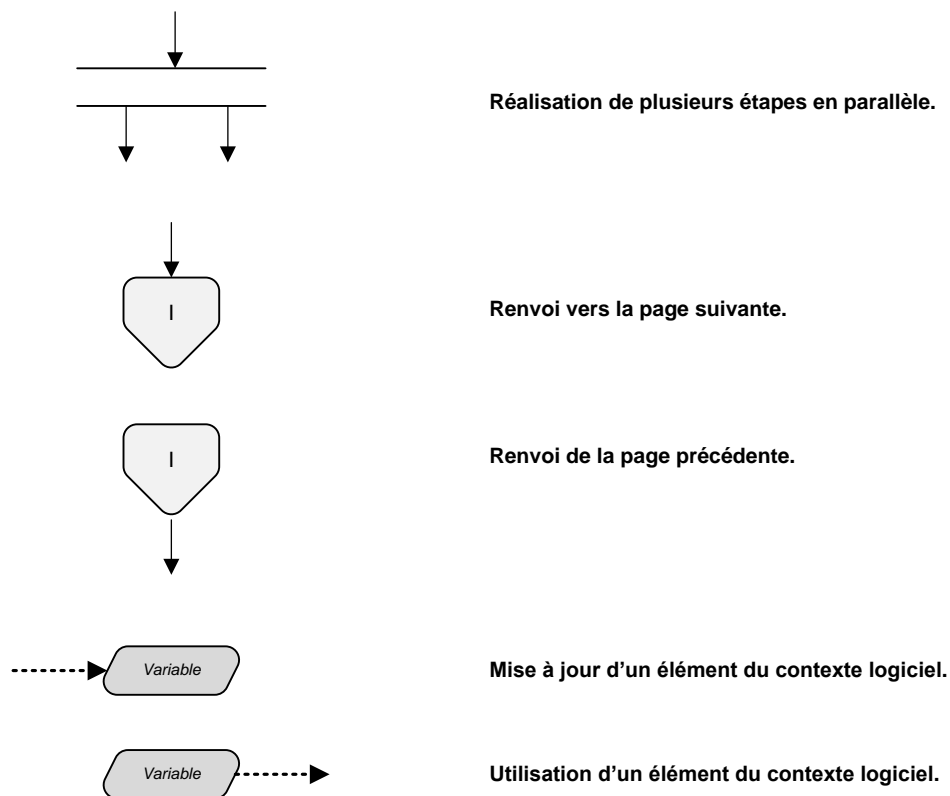 Réalisation de plusieurs étapes en parallèle.
I
Renvoi vers la page suivante.
I
Renvoi de la page précédente.
Variable
Mise à jour d'un élément du contexte logiciel.
Variable
Utilisation d'un élément du contexte logiciel.